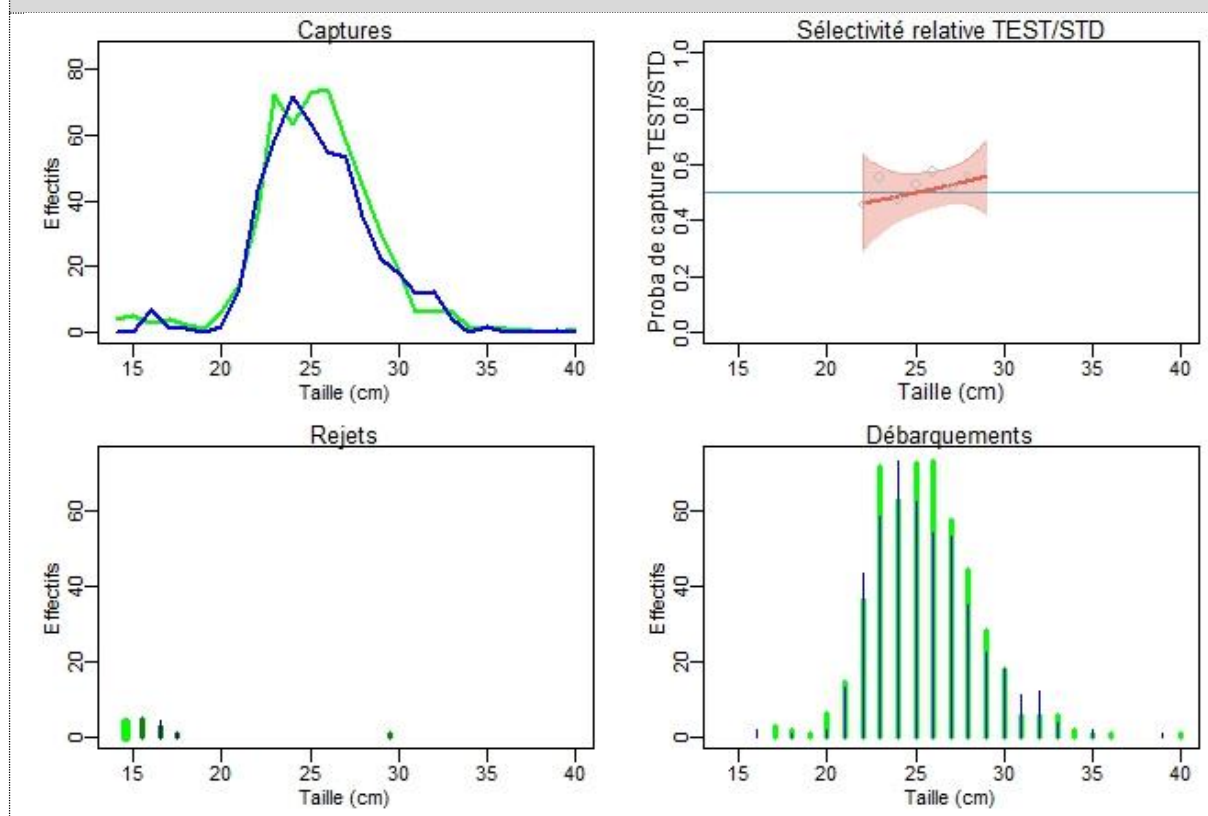 Captures
Effectifs
0 20 40 60 80
15 20 25 30 35 40
Taille (cm)
Sélectivité relative TEST/STD
Proba de capture TEST/STD
0.0 0.2 0.4 0.6 0.8 1.0
15 20 25 30 35 40
Taille (cm)
Rejets
Effectifs
0 20 40 60
15 20 25 30 35 40
Taille (cm)
Débarquements
Effectifs
0 20 40 60
15 20 25 30 35 40
Taille (cm)